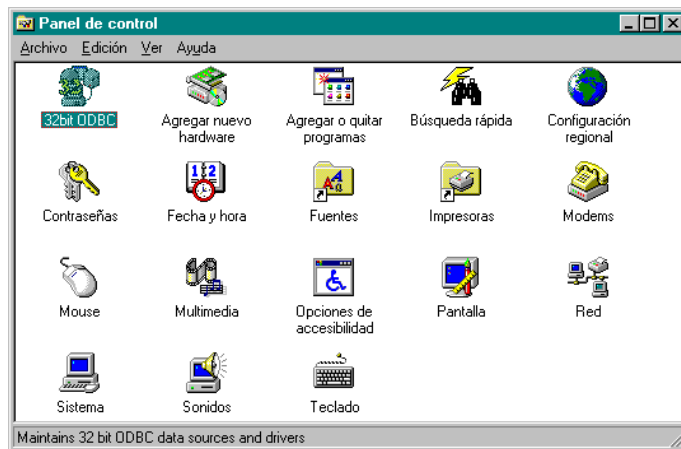 Panel de control
Archivo Edición Ver Ayuda
32bit ODBC
Agregar nuevo
hardware
Agregar o quitar
programas
Búsqueda rápida
Configuración
regional
Contraseñas
Fecha y hora
Fuentes
Impresoras
Modems
Mouse
Multimedia
Opciones de
accesibilidad
Pantalla
Red
Sistema
Sonidos
Teclado
Maintains 32 bit ODBC data sources and drivers